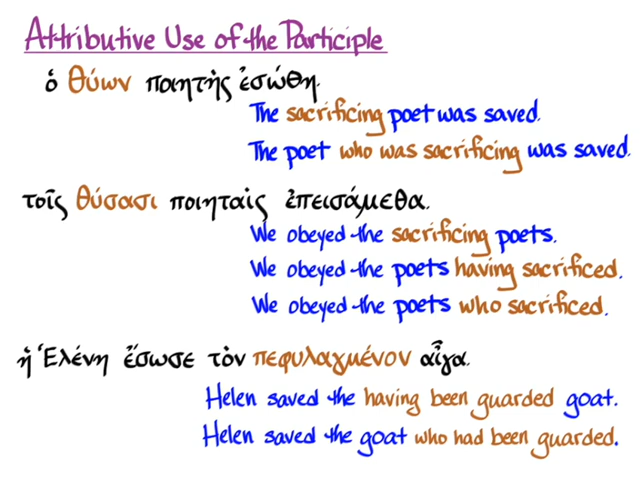 Attributive Use of the Participle
ὁ θύων ποιητὴς ἐσώθη.
The sacrificing poet was saved.
The poet who was sacrificing was saved.
τοῖς θύσασι ποιηταῖς ἐπεισάμεθα.
We obeyed the sacrificing poets.
We obeyed the poets having sacrificed.
We obeyed the poets who sacrificed.
ἡ Ἑλένη ἔσωσε τὸν πεφυλαγμένον αἶγα.
Helen saved the having been guarded goat.
Helen saved the goat who had been guarded.